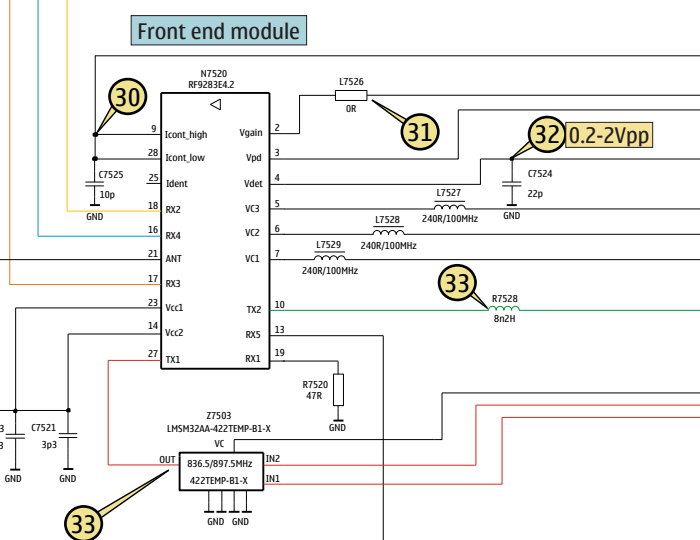 Front end module
N7520
RF9283E4.2
L7526
0R
30
31
32
0.2-2Vpp
9
Icont_high
Vgain
2
28
Icont_low
Vpd
3
C7525
10p
GND
25
Ident
Vdet
4
C7524
22p
GND
18
RX2
VC3
5
L7527
240R/100MHz
16
RX4
VC2
6
L7528
240R/100MHz
21
ANT
VC1
7
L7529
240R/100MHz
17
RX3
33
23
Vcc1
TX2
10
R7528
8n2H
14
Vcc2
RX5
13
27
TX1
RX1
19
R7520
47R
GND
3
3
GND
C7521
3p3
GND
Z7503
LMSM32AA-422TEMP-B1-X
VC
OUT
836.5/897.5MHz
IN2
422TEMP-B1-X
IN1
GND
GND
33